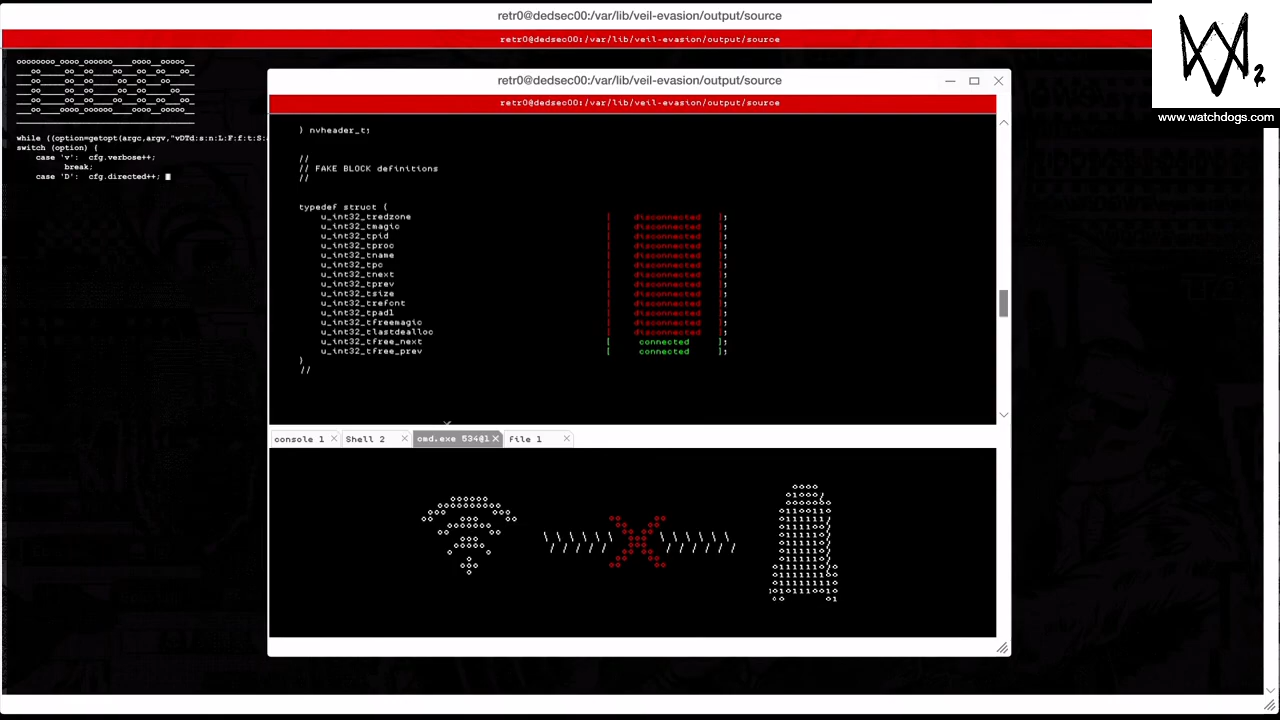 retr0@dedsec00:/var/lib/veil-evasion/output/source
retr0@dedsec00:/var/lib/veil-evasion/output/source
2
www.watchdogs.com
while ((option=getopt(argc,argv,"vDTd:s:n:L:F:f:t:S:
switch (option) {
case 'v': cfg.verbose++;
break;
case 'D': cfg.directed++;
retr0@dedsec00:/var/lib/veil-evasion/output/source
retr0@dedsec00:/var/lib/veil-evasion/output/source
} nvheader_t;
//
// FAKE BLOCK definitions
//
typedef struct {
u_int32_tredzone [ disconnected ];
u_int32_tmagic [ disconnected ];
u_int32_tpid [ disconnected ];
u_int32_tproc [ disconnected ];
u_int32_tname [ disconnected ];
u_int32_tpc [ disconnected ];
u_int32_tnext [ disconnected ];
u_int32_tprev [ disconnected ];
u_int32_tsize [ disconnected ];
u_int32_trefcnt [ disconnected ];
u_int32_tpad1 [ disconnected ];
u_int32_tfreemagic [ disconnected ];
u_int32_tlastdealloc [ disconnected ];
u_int32_tfree_next [ connected ];
u_int32_tfree_prev [ connected ];
}
//
console 1
Shell 2
cmd.exe 534@1
File 1